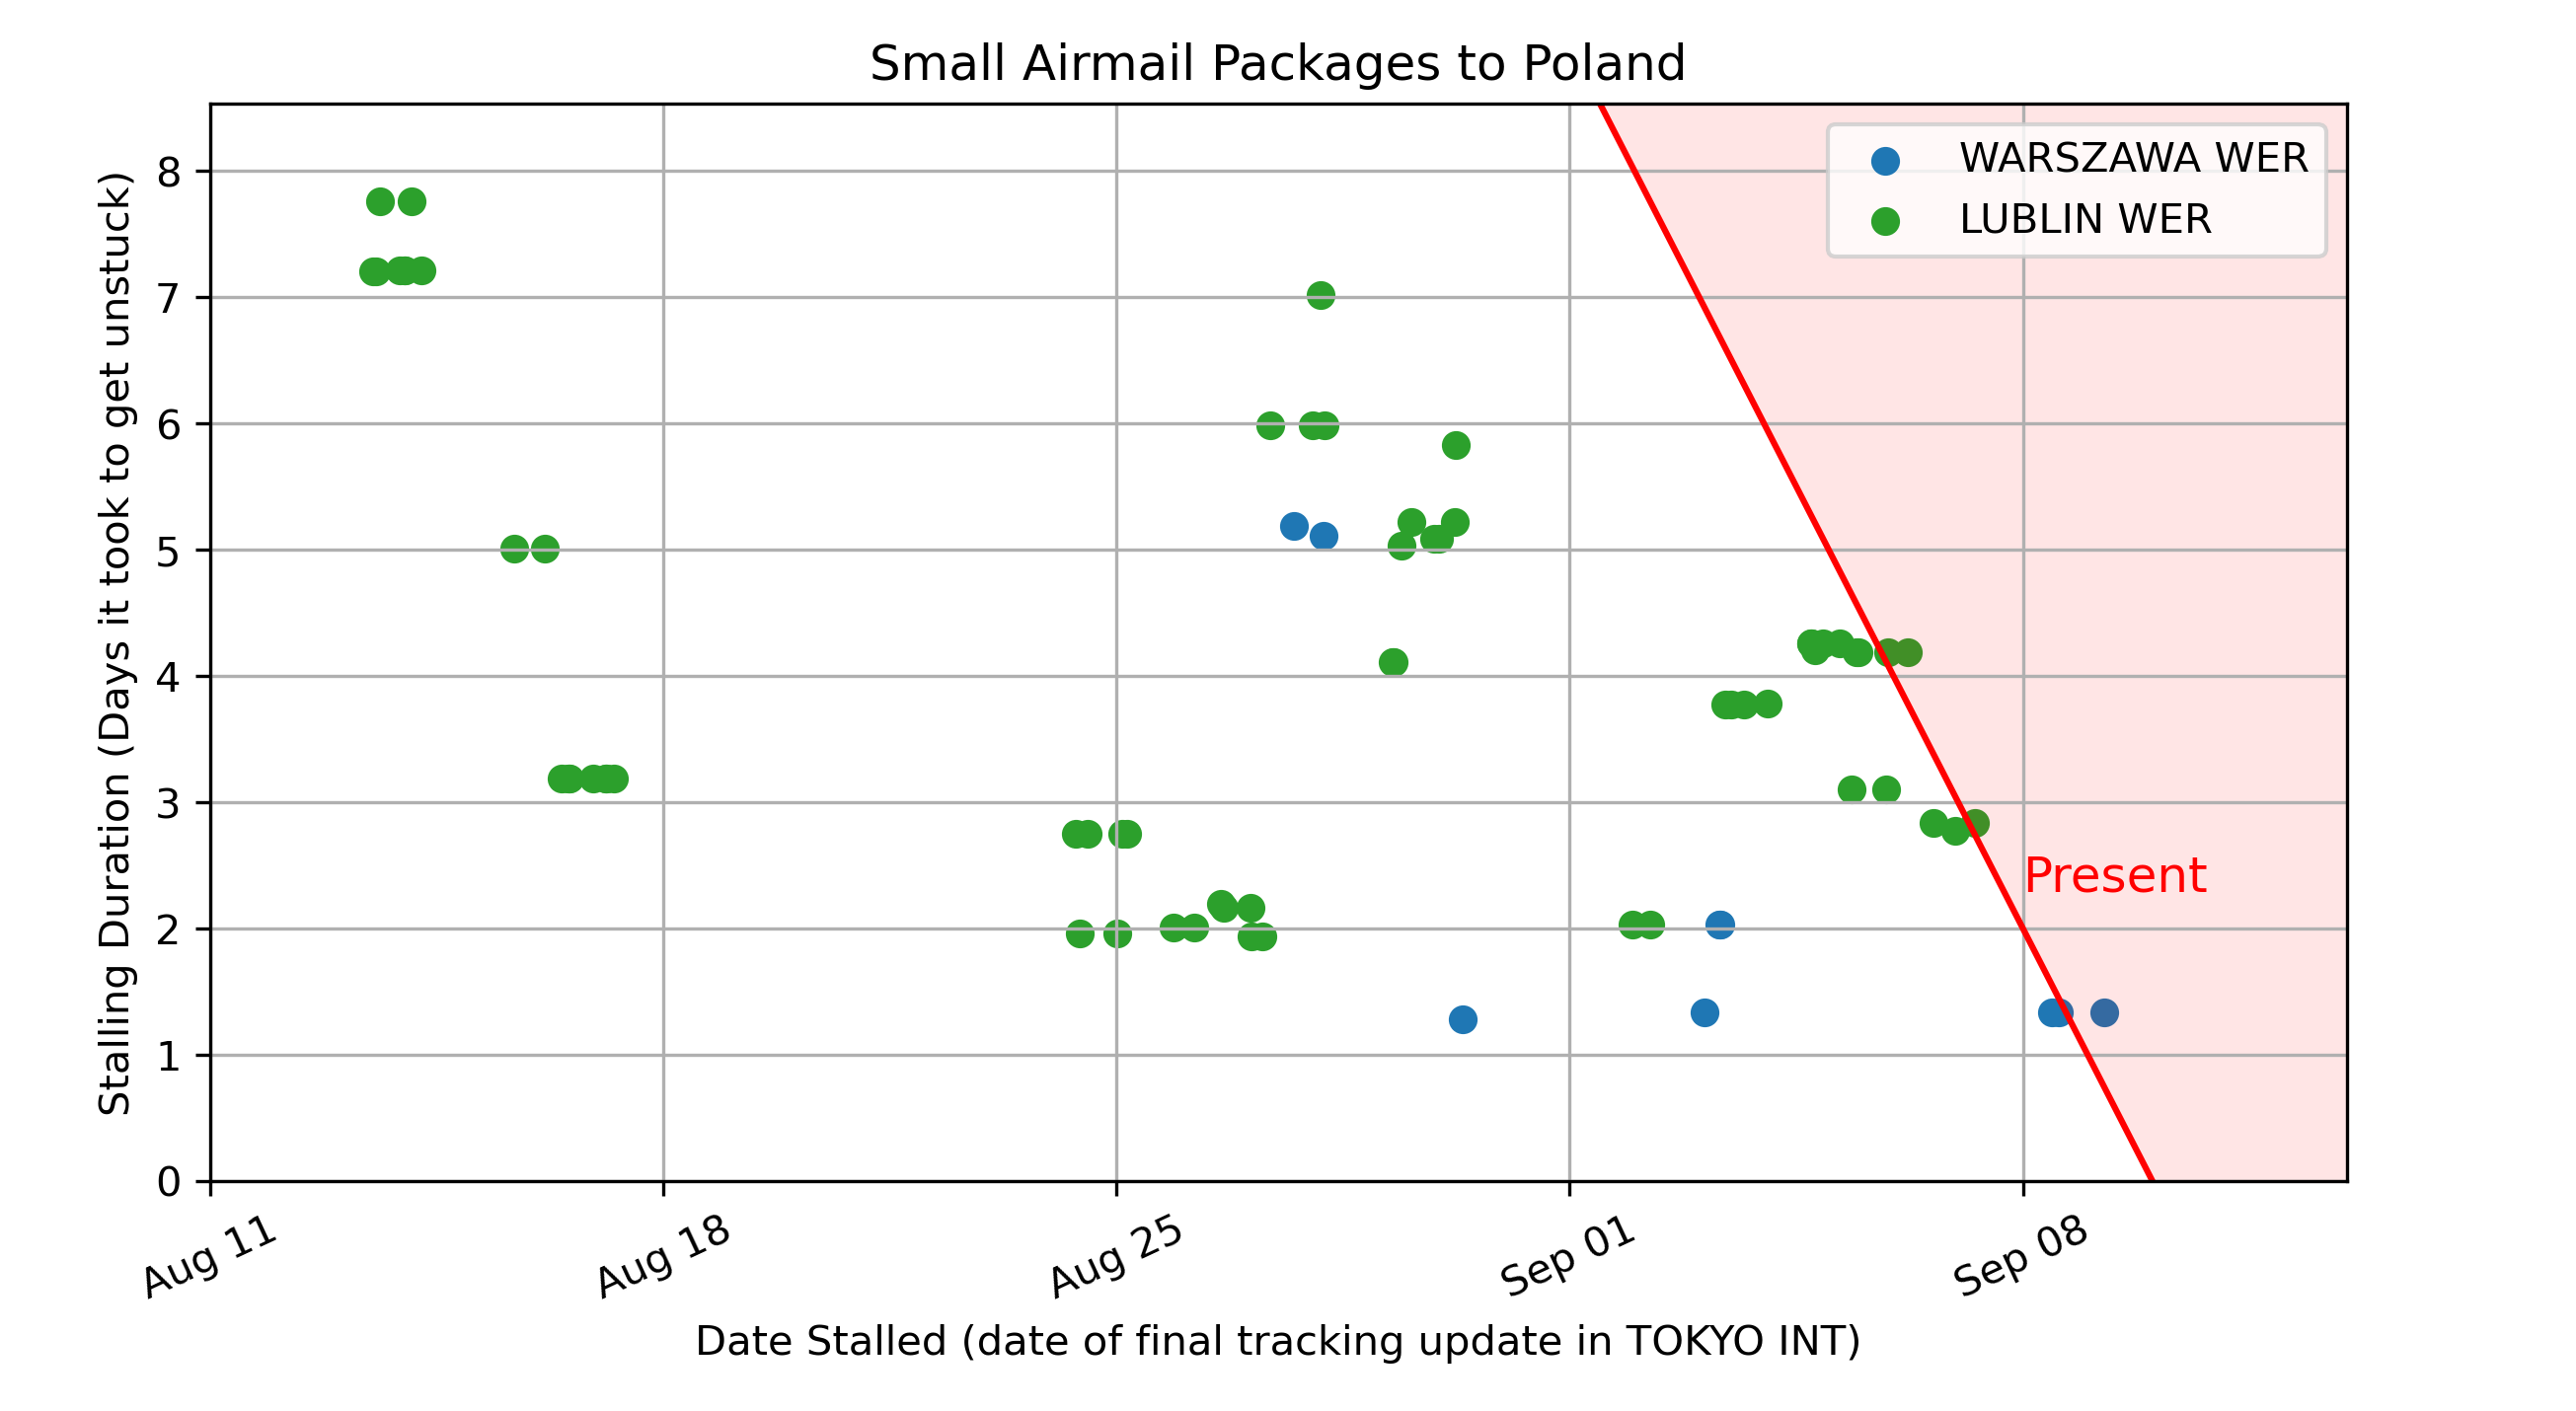 Small Airmail Packages to Poland
Stalling Duration (Days it took to get unstuck)
8
7
6
5
4
3
2
1
0
WARSZAWA WER
LUBLIN WER
Present
Aug 11
Aug 18
Aug 25
Sep 01
Sep 08
Date Stalled (date of final tracking update in TOKYO INT)